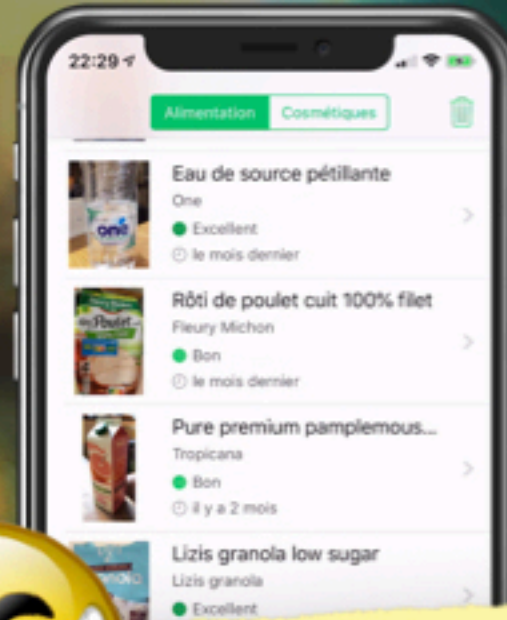 22:29
Alimentation
Cosmétiques
Eau de source pétillante
One
Excellent
le mois dernier
one
Rôti de poulet cuit 100% filet
Fleury Michon
Bon
le mois dernier
Poulet
Pure premium pamplemous...
Tropicana
Bon
il y a 2 mois
Lizis granola low sugar
Lizis granola
Excellent